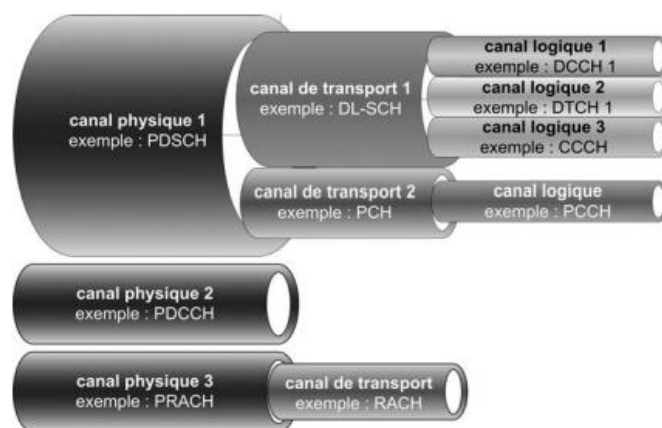 canal physique 1
exemple : PDSCH
canal de transport 1
exemple : DL-SCH
canal logique 1
exemple : DCCH 1
canal logique 2
exemple : DTCH 1
canal logique 3
exemple : CCCH
canal de transport 2
exemple : PCH
canal logique
exemple : PCCH
canal physique 2
exemple : PDCCH
canal physique 3
exemple : PRACH
canal de transport
exemple : RACH